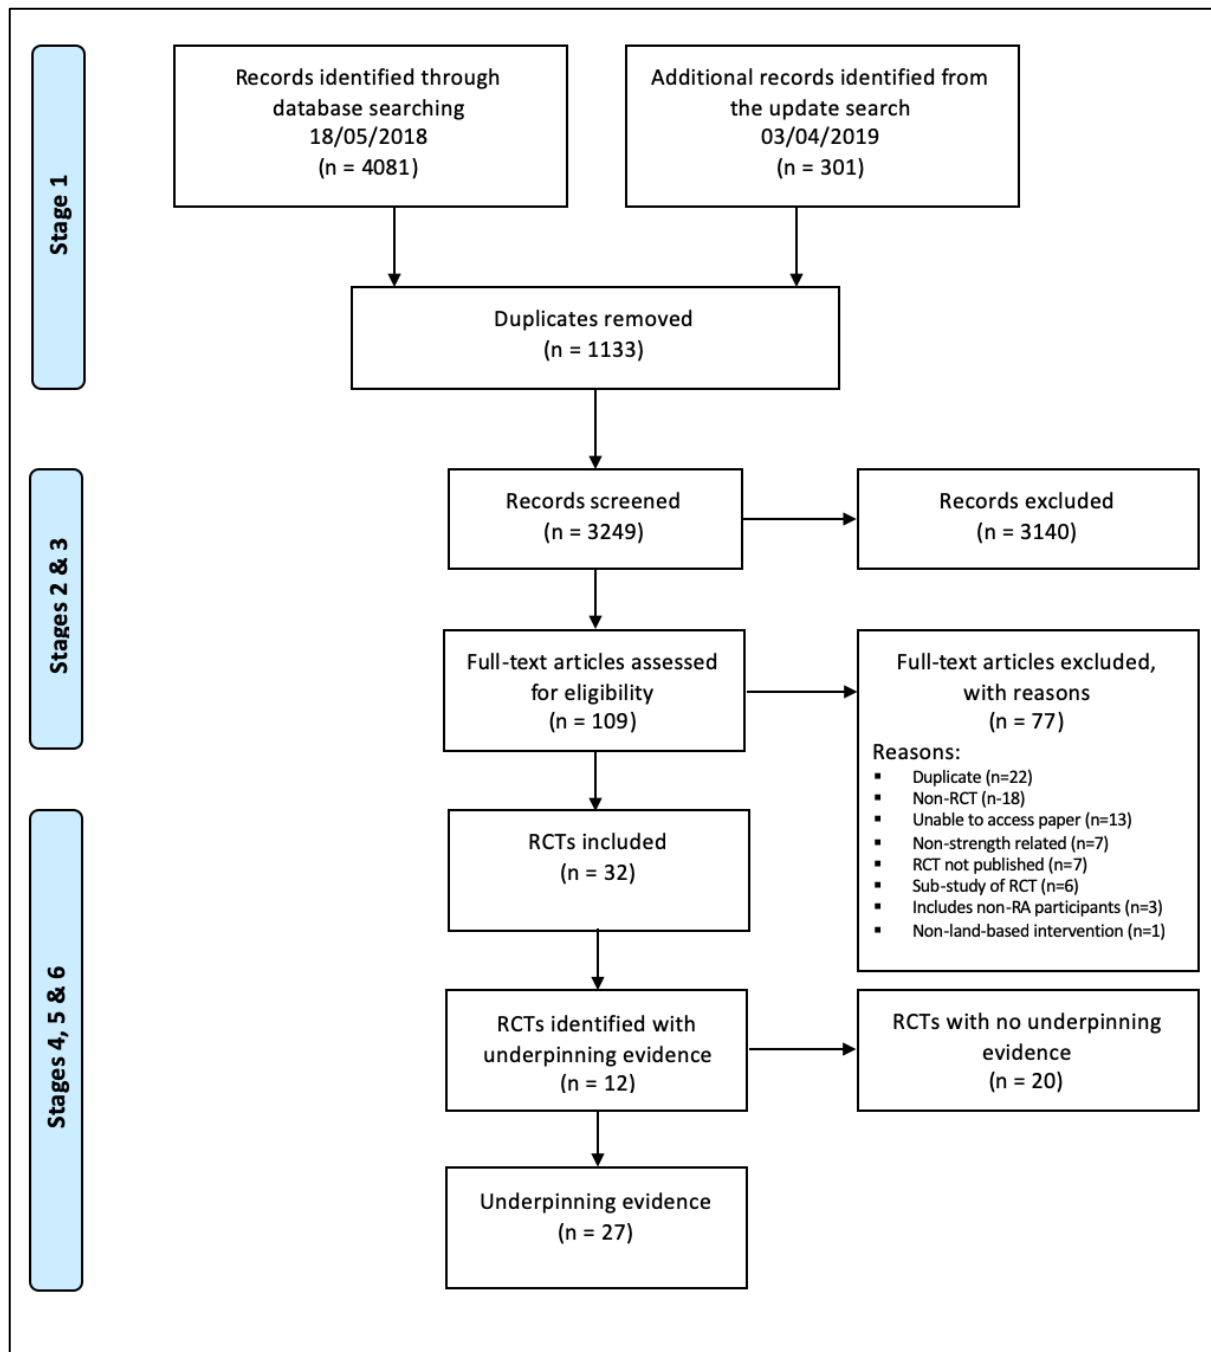 Stage 1
Records identified through
database searching
18/05/2018
(n = 4081)
Additional records identified from
the update search
03/04/2019
(n = 301)
Duplicates removed
(n = 1133)
Stages 2 & 3
Records screened
(n = 3249)
Records excluded
(n = 3140)
Full-text articles assessed
for eligibility
(n = 109)
Full-text articles excluded,
with reasons
(n = 77)
Reasons:
▪ Duplicate (n=22)
▪ Non-RCT (n-18)
▪ Unable to access paper (n=13)
▪ Non-strength related (n=7)
▪ RCT not published (n=7)
▪ Sub-study of RCT (n=6)
▪ Includes non-RA participants (n=3)
▪ Non-land-based intervention (n=1)
Stages 4, 5 & 6
RCTs included
(n = 32)
RCTs identified with
underpinning evidence
(n = 12)
RCTs with no underpinning
evidence
(n = 20)
Underpinning evidence
(n = 27)